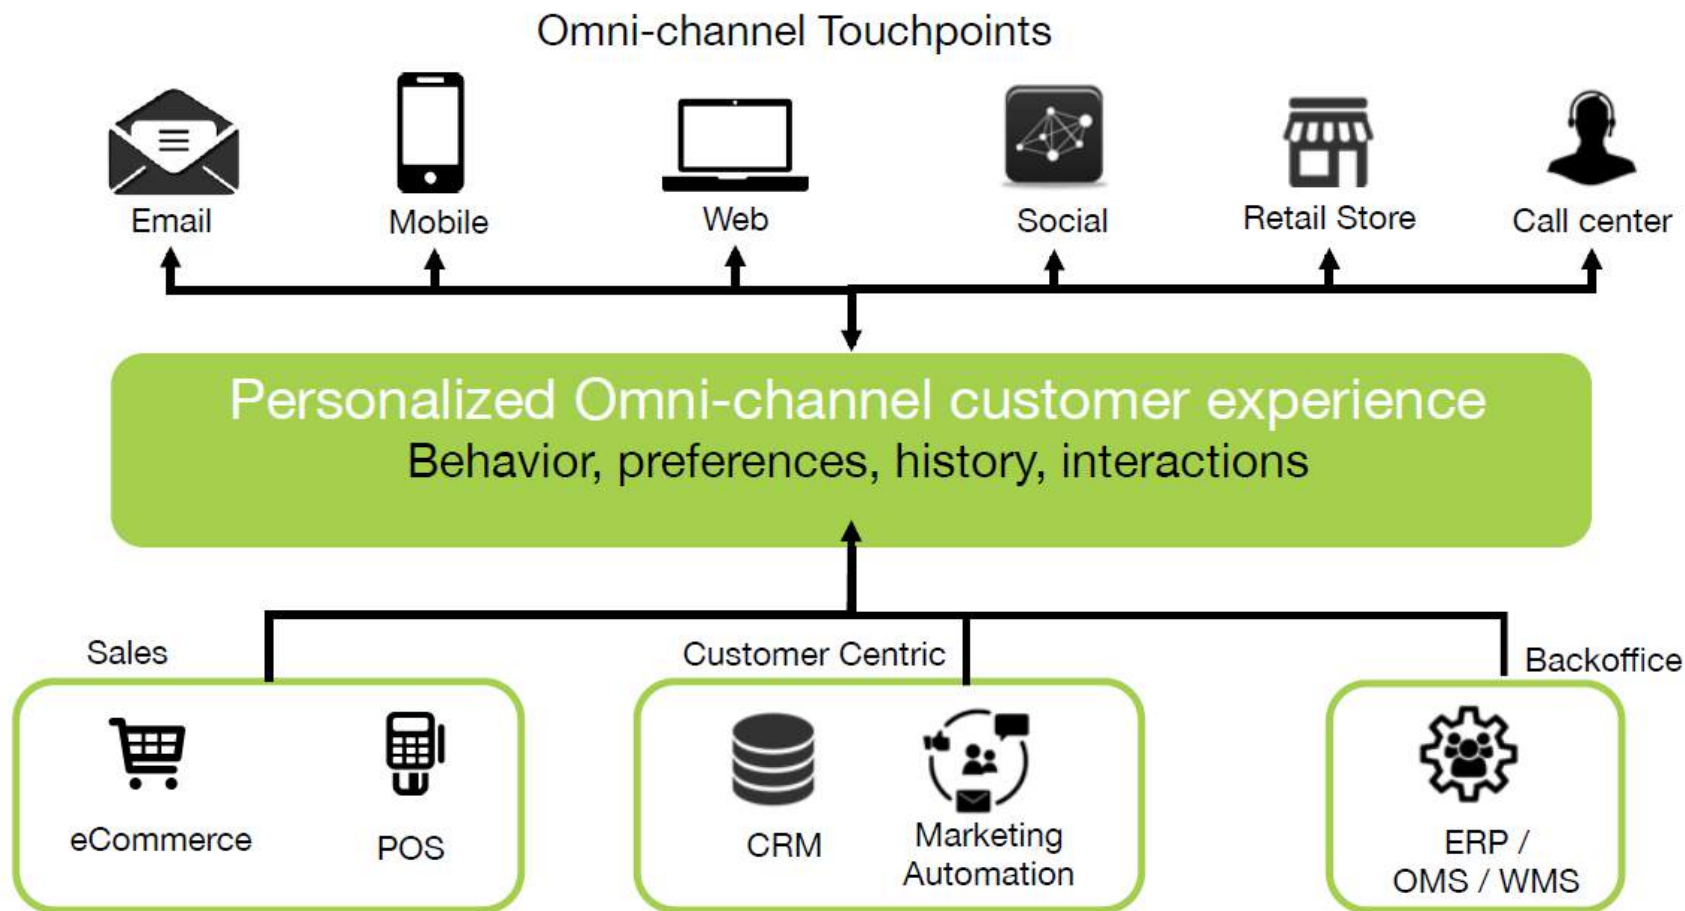 Omni-channel Touchpoints
Email
Mobile
Web
Social
Retail Store
Call center
Personalized Omni-channel customer experience
Behavior, preferences, history, interactions
Sales
Customer Centric
Backoffice
eCommerce
POS
CRM
Marketing
Automation
ERP /
OMS / WMS